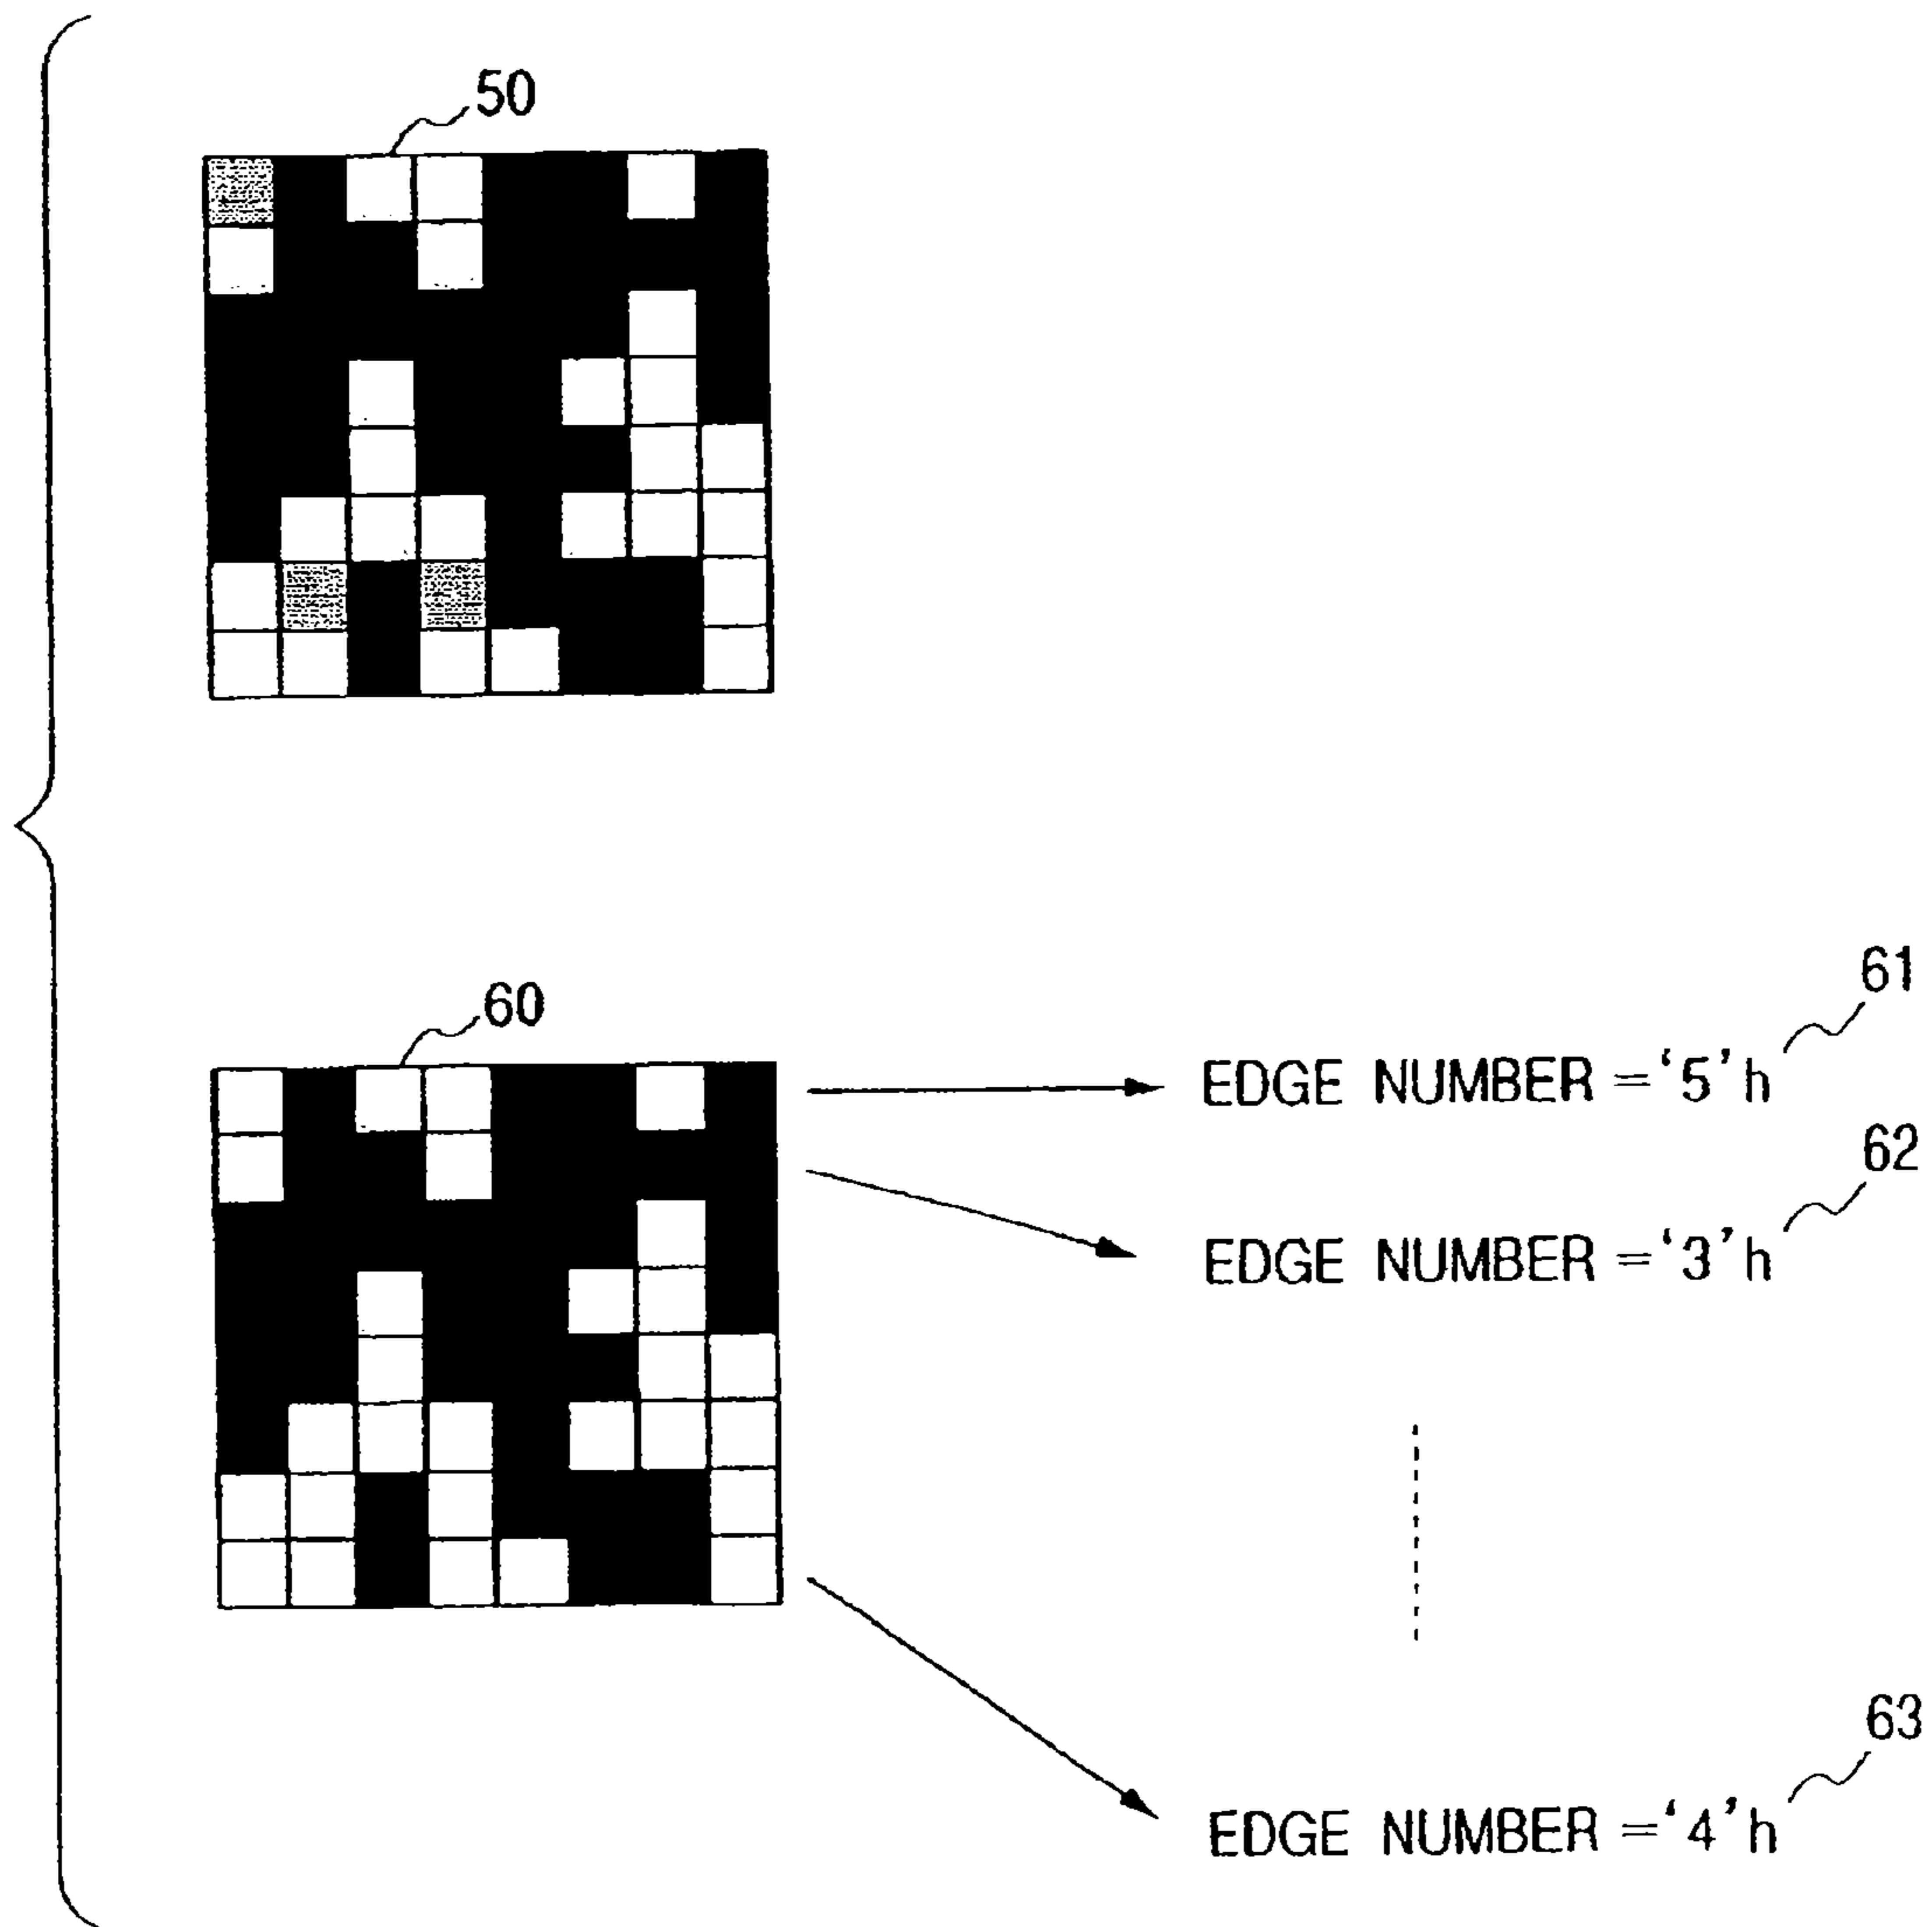 50
60
61
EDGE NUMBER ='5'h
62
EDGE NUMBER ='3'h
63
EDGE NUMBER ='4'h